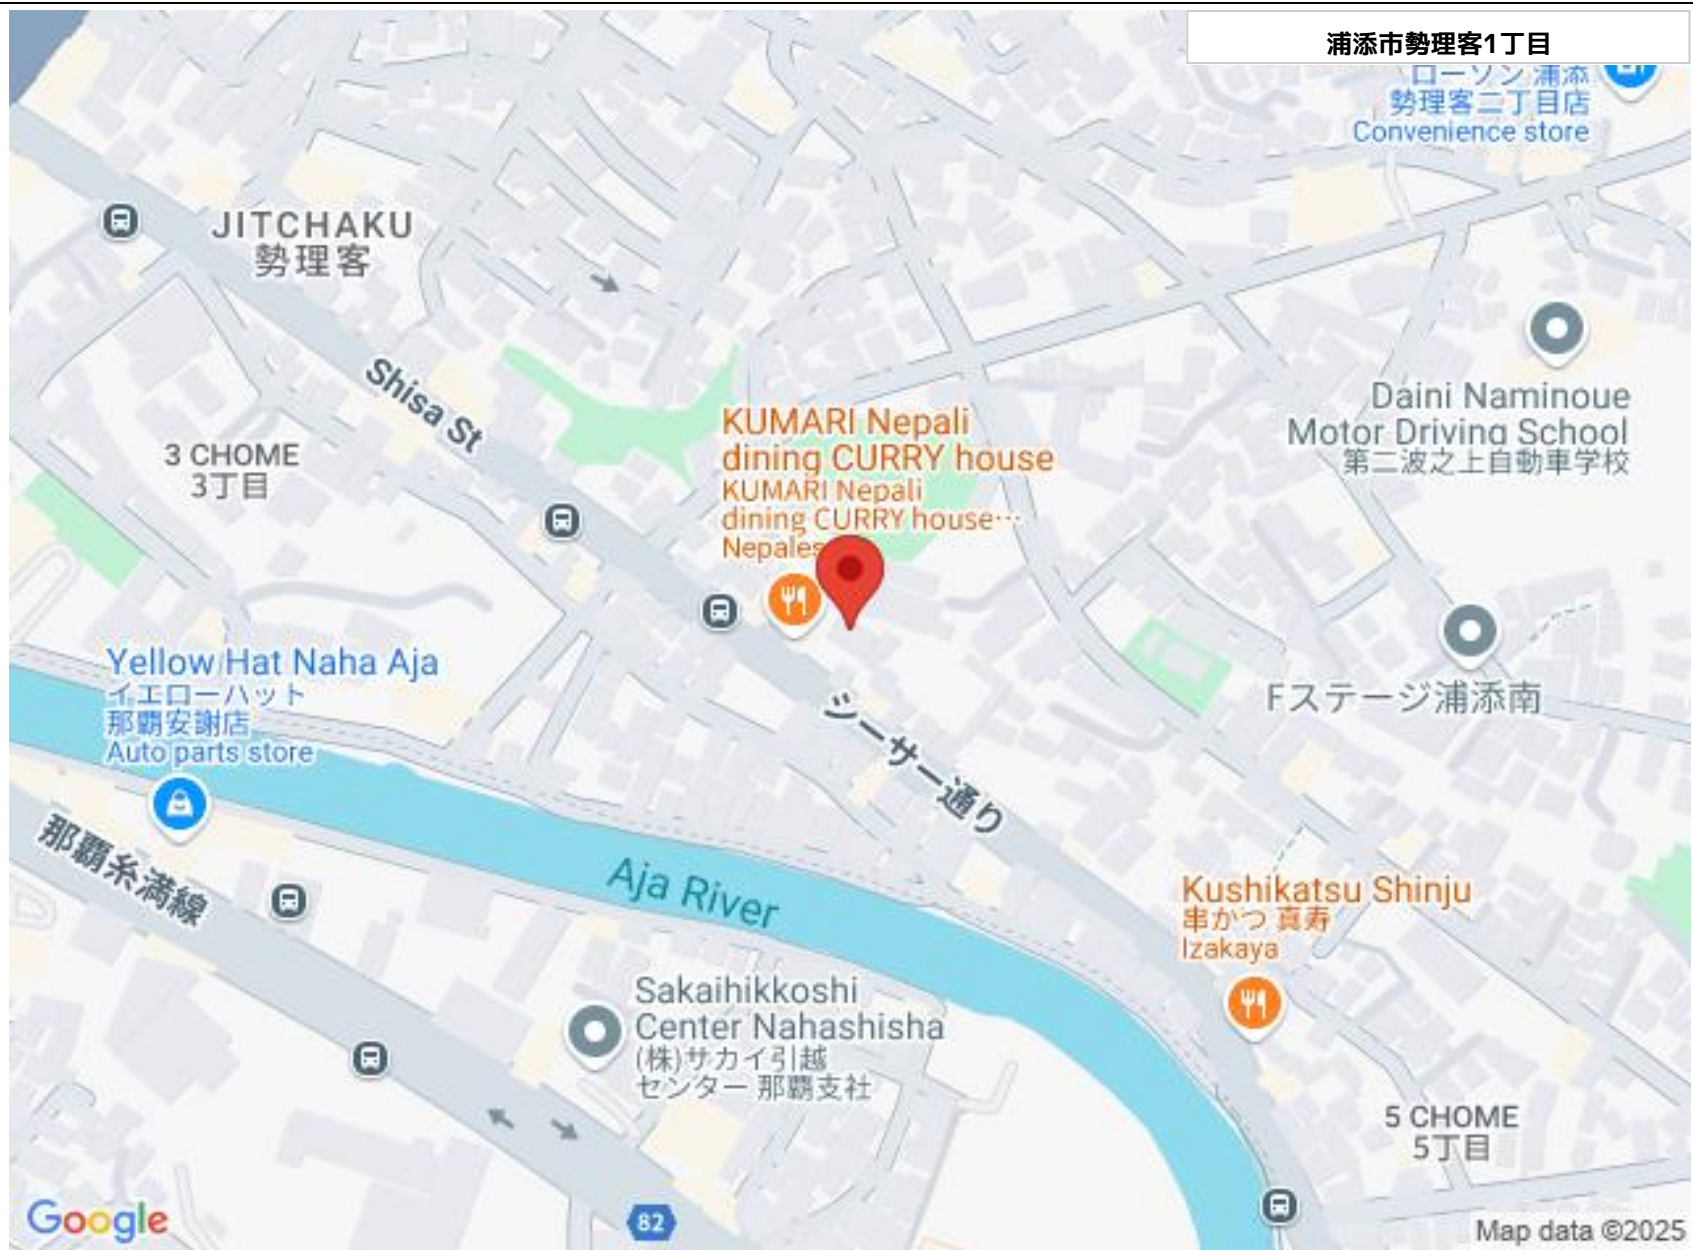 浦添市勢理客1丁目
ローソン 浦添
勢理客二丁目店
Convenience store
JITCHAKU
勢理客
Shisa St
3 CHOME
3丁目
KUMARI Nepali
dining CURRY house
KUMARI Nepali
dining CURRY house…
Nepales
Daini Naminoue
Motor Driving School
第二波之上自動車学校
Fステージ浦添南
Yellow Hat Naha Aja
イエローハット
那覇安謝店
Auto parts store
シーサー通り
那覇糸満線
Aja River
Kushikatsu Shinju
串かつ 真寿
Izakaya
Sakaihikkoshi
Center Nahashisha
(株)サカイ引越
センター 那覇支社
5 CHOME
5丁目
82
Google
Map data ©2025